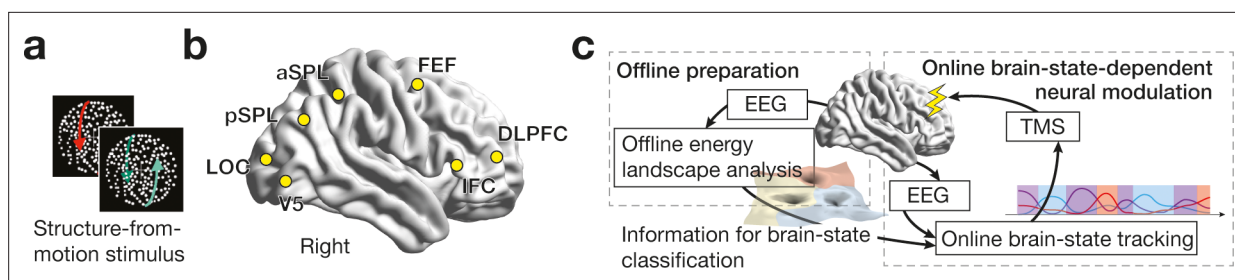 a
Structure-from-
motion stimulus
b
aSPL
FEF
pSPL
DLPFC
LOC
IFC
V5
Right
c
Offline preparation
EEG
Offline energy
landscape analysis
Information for brain-state
classification
Online brain-state-dependent
neural modulation
TMS
EEG
Online brain-state tracking